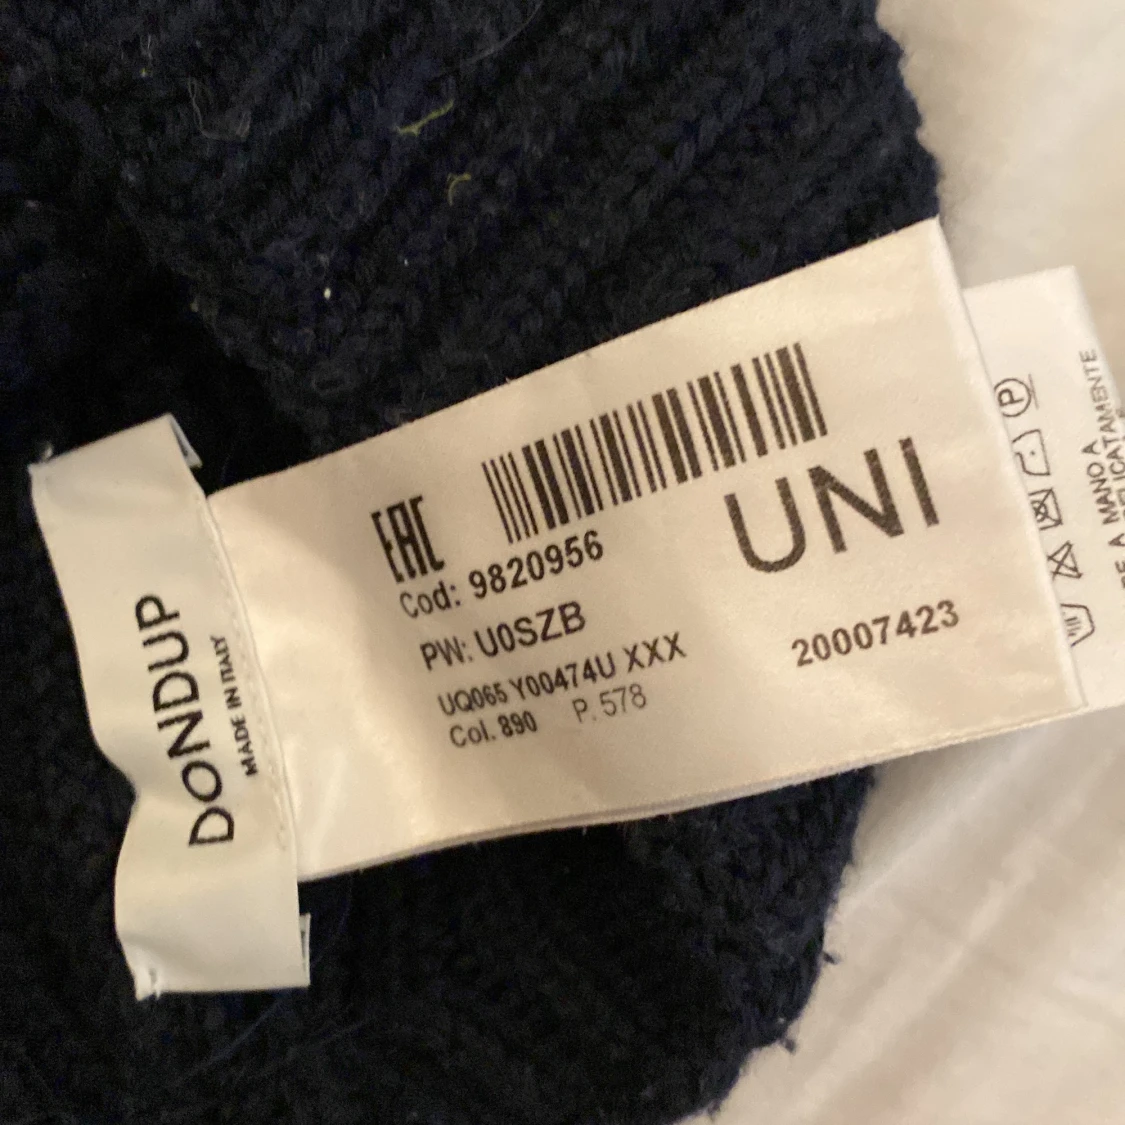 DONDUP
MADE IN ITALY
EAC
UNI
Cod: 9820956
PW: U0SZB
UQ065 Y00474U XXX
20007423
Col. 890 P. 578
P
MANO A
DELICATAMENTE